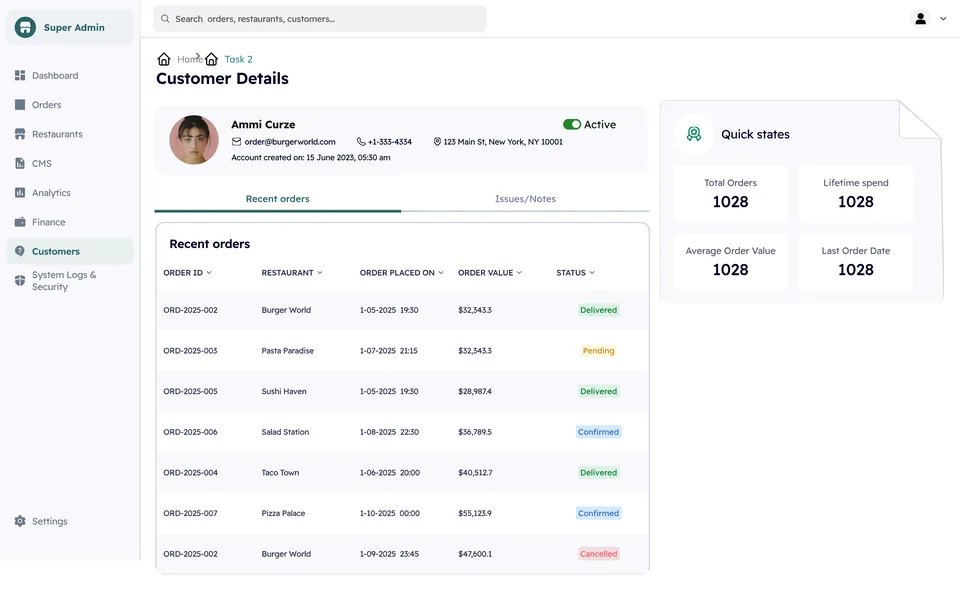 Super Admin
Search orders, restaurants, customers...
Dashboard
Orders
Restaurants
CMS
Analytics
Finance
Customers
System Logs &
Security
Settings
Home Task 2
Customer Details
Ammi Curze
Active
order@burgerworld.com +1-333-4334 123 Main St, New York, NY 10001
Account created on: 15 June 2023, 05:30 am
Recent orders Issues/Notes
Recent orders
ORDER ID RESTAURANT ORDER PLACED ON ORDER VALUE STATUS
ORD-2025-002 Burger World 1-05-2025 19:30 $32,343.3 Delivered
ORD-2025-003 Pasta Paradise 1-07-2025 21:15 $32,343.3 Pending
ORD-2025-005 Sushi Haven 1-05-2025 19:30 $28,987.4 Delivered
ORD-2025-006 Salad Station 1-08-2025 22:30 $36,789.5 Confirmed
ORD-2025-004 Taco Town 1-06-2025 20:00 $40,512.7 Delivered
ORD-2025-007 Pizza Palace 1-10-2025 00:00 $55,123.9 Confirmed
ORD-2025-002 Burger World 1-09-2025 23:45 $47,600.1 Cancelled
Quick states
Total Orders Lifetime spend
1028 1028
Average Order Value Last Order Date
1028 1028